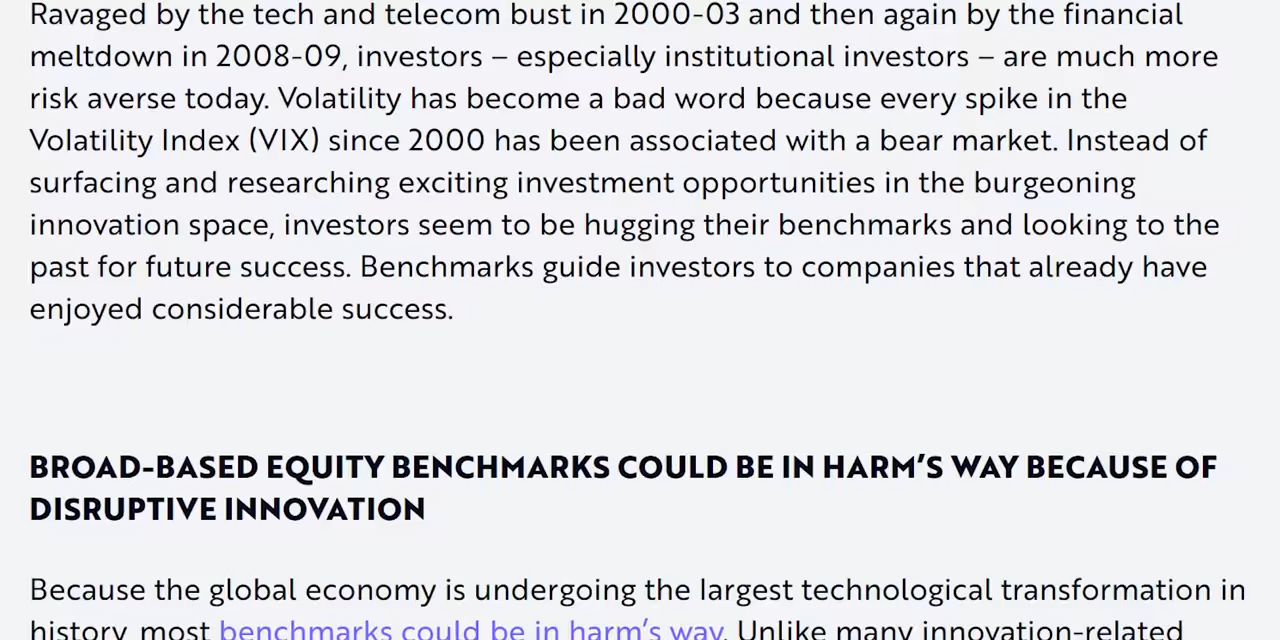 Ravaged by the tech and telecom bust in 2000-03 and then again by the financial
meltdown in 2008-09, investors – especially institutional investors – are much more
risk averse today. Volatility has become a bad word because every spike in the
Volatility Index (VIX) since 2000 has been associated with a bear market. Instead of
surfacing and researching exciting investment opportunities in the burgeoning
innovation space, investors seem to be hugging their benchmarks and looking to the
past for future success. Benchmarks guide investors to companies that already have
enjoyed considerable success.
BROAD-BASED EQUITY BENCHMARKS COULD BE IN HARM’S WAY BECAUSE OF
DISRUPTIVE INNOVATION
Because the global economy is undergoing the largest technological transformation in
history, most benchmarks could be in harm’s way. Unlike many innovation-related